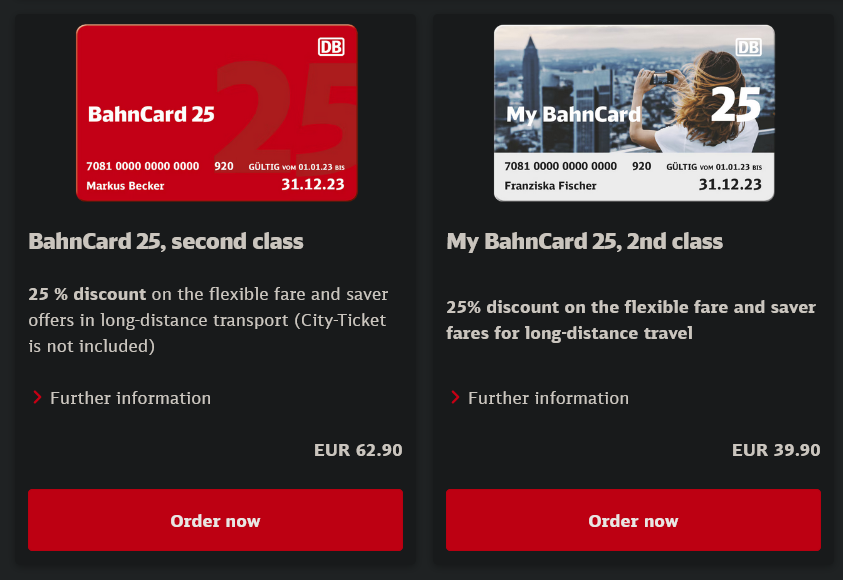 DB
BahnCard 25
25
7081 0000 0000 0000 920 GÜLTIG VOM 01.01.23 BIS
Markus Becker 31.12.23
BahnCard 25, second class
25 % discount on the flexible fare and saver
offers in long-distance transport (City-Ticket
is not included)
Further information
EUR 62.90
Order now
DB
My BahnCard 25
7081 0000 0000 0000 920 GÜLTIG VOM 01.01.23 BIS
Franziska Fischer 31.12.23
My BahnCard 25, 2nd class
25% discount on the flexible fare and saver
fares for long-distance travel
Further information
EUR 39.90
Order now